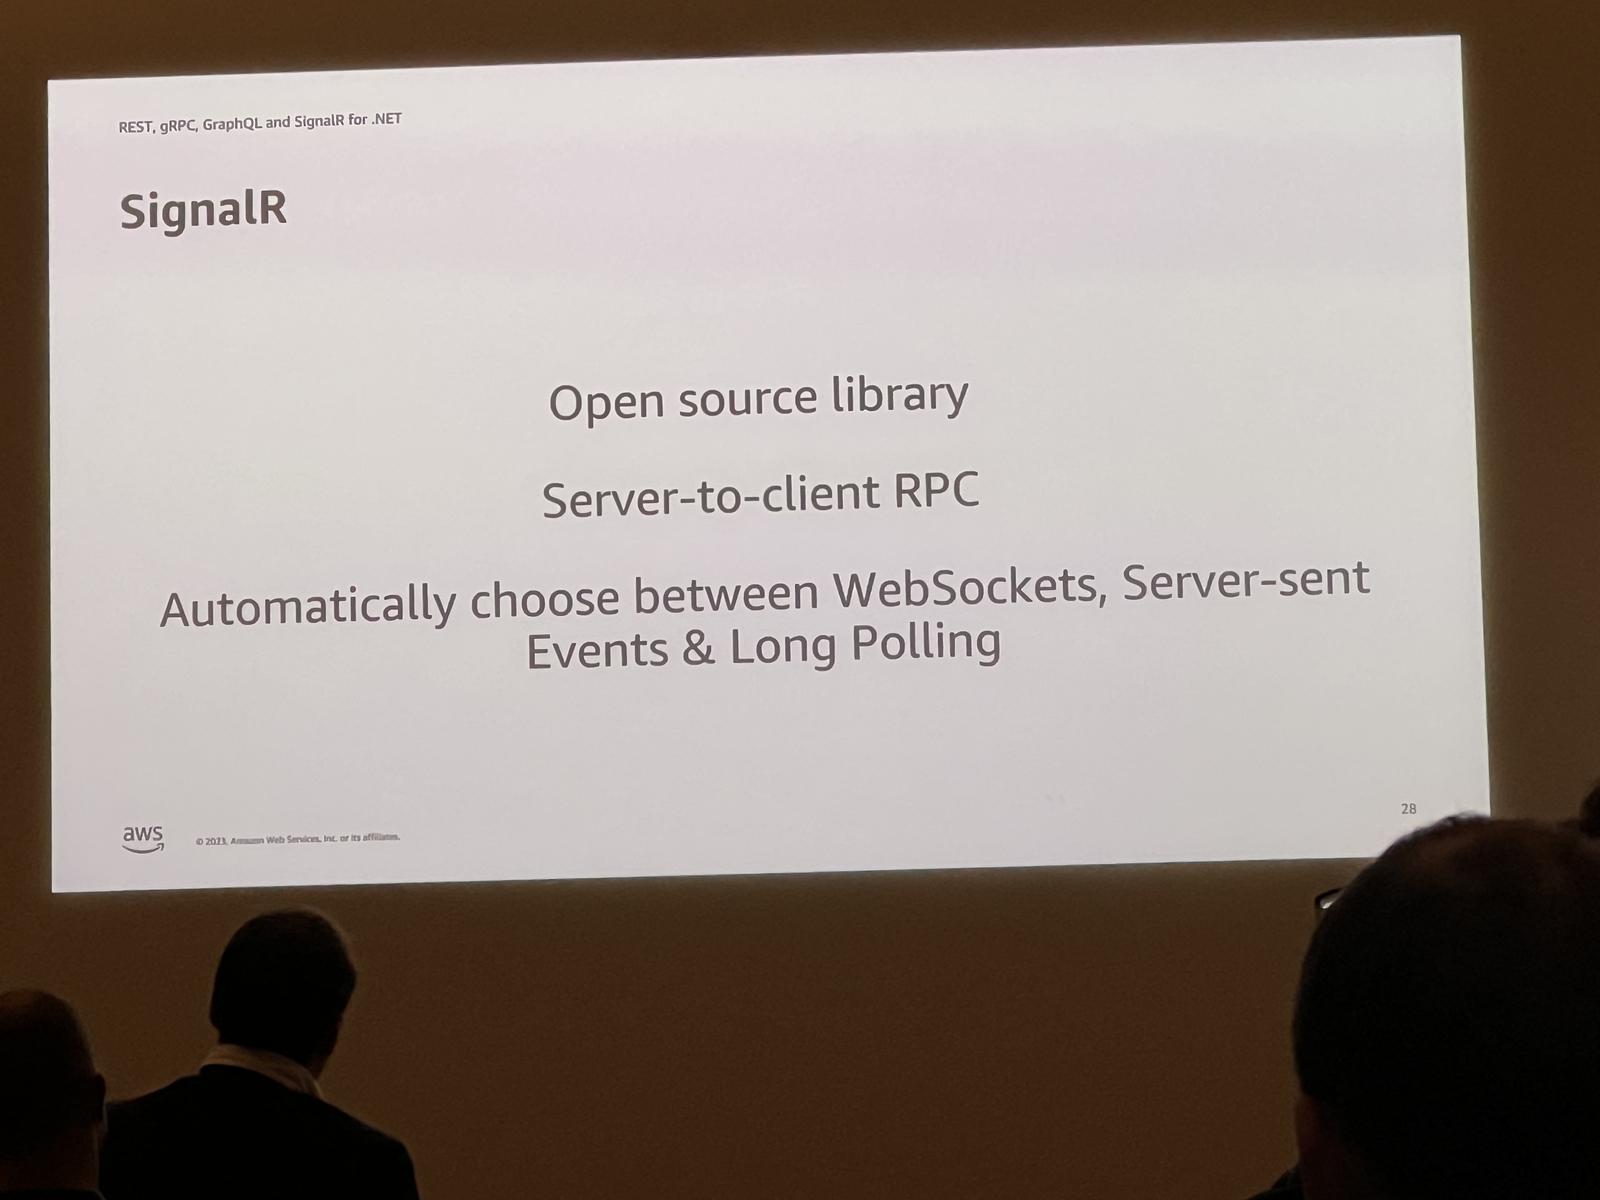 REST, gRPC, GraphQL and SignalR for .NET
SignalR
Open source library
Server-to-client RPC
Automatically choose between WebSockets, Server-sent
Events & Long Polling
28
aws
© 2023, Amazon Web Services, Inc. or its affiliates.